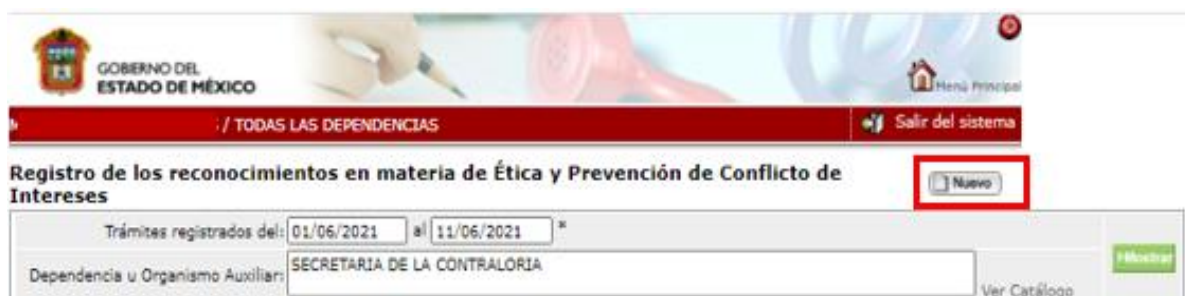 GOBIERNO DEL
ESTADO DE MÉXICO
Menú Principal
/ TODAS LAS DEPENDENCIAS
Salir del sistema
Registro de los reconocimientos en materia de Ética y Prevención de Conflicto de
Intereses
Nuevo
Trámites registrados del: 01/06/2021 al 11/06/2021 *
Dependencia u Organismo Auxiliar: SECRETARIA DE LA CONTRALORIA
Mostrar
Ver Catálogo